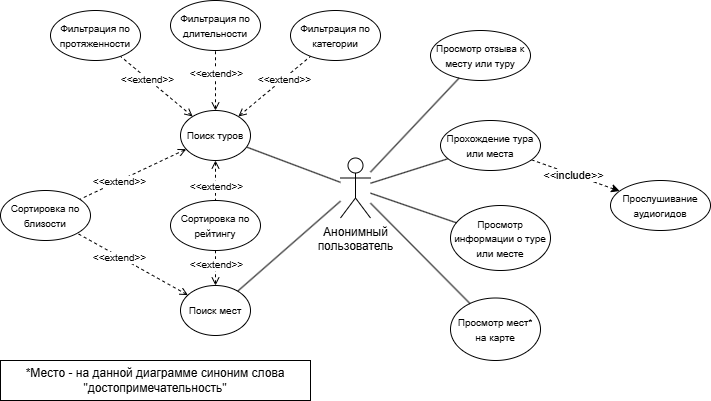 Фильтрация по
протяженности
Фильтрация по
длительности
Фильтрация по
категории
<<extend>>
<<extend>>
<<extend>>
Поиск туров
Просмотр отзыва к
месту или туру
Прохождение тура
или места
<<include>>
Прослушивание
аудиогидов
<<extend>>
<<extend>>
Сортировка по
близости
Сортировка по
рейтингу
Анонимный
пользователь
Просмотр
информации о туре
или месте
<<extend>>
<<extend>>
Поиск мест
Просмотр мест*
на карте
*Место - на данной диаграмме синоним слова
"достопримечательность"